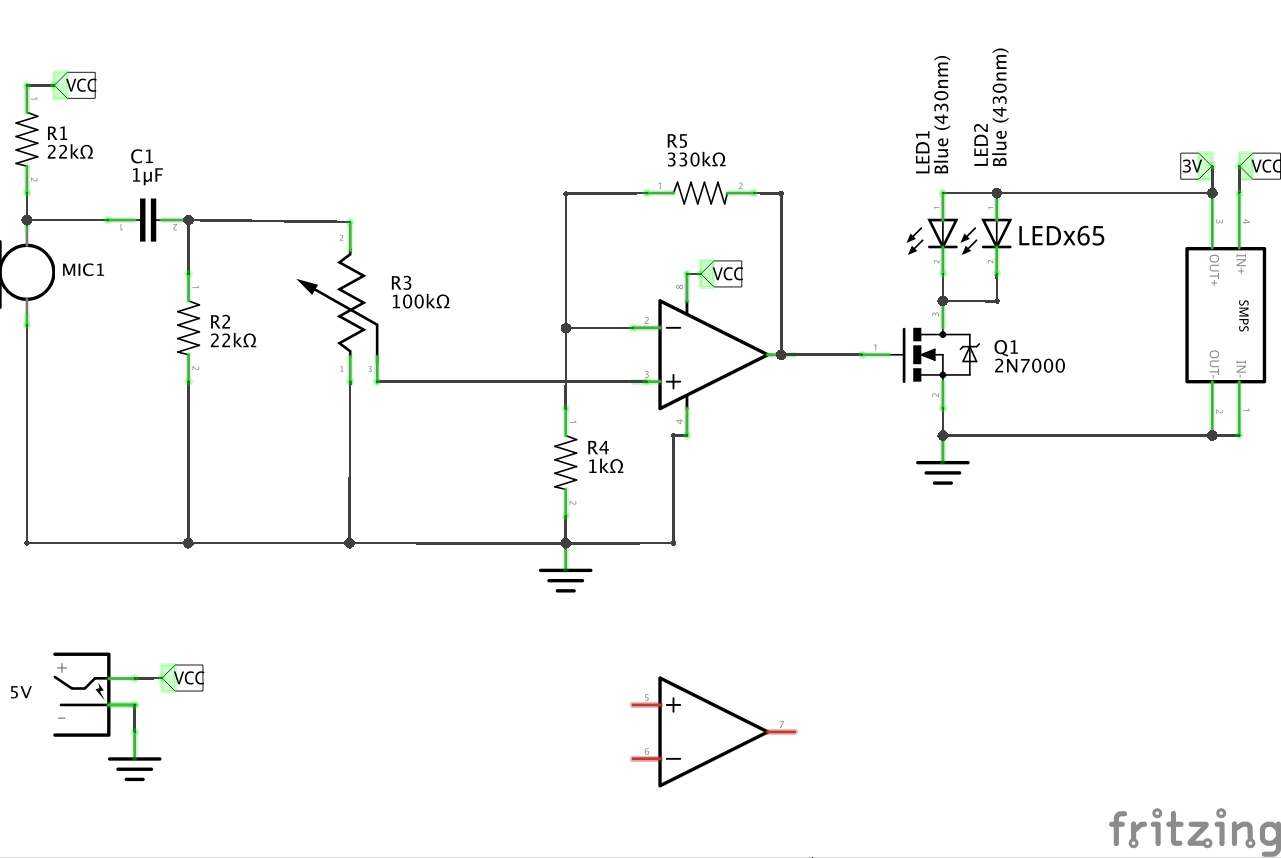 VCC
1
R1
22kΩ
2
C1
1µF
1
2
MIC1
1
R2
22kΩ
2
2
R3
100kΩ
1
3
R5
330kΩ
1
2
VCC
8
2
−
3
+
4
1
R4
1kΩ
2
LED1
Blue (430nm)
LED2
Blue (430nm)
1
1
2
2
LEDx65
3
1
Q1
2N7000
2
3V
VCC
3
4
OUT+
IN+
SMPS
OUT-
IN-
2
1
5V
+
−
VCC
5
+
6
−
7
fritzing